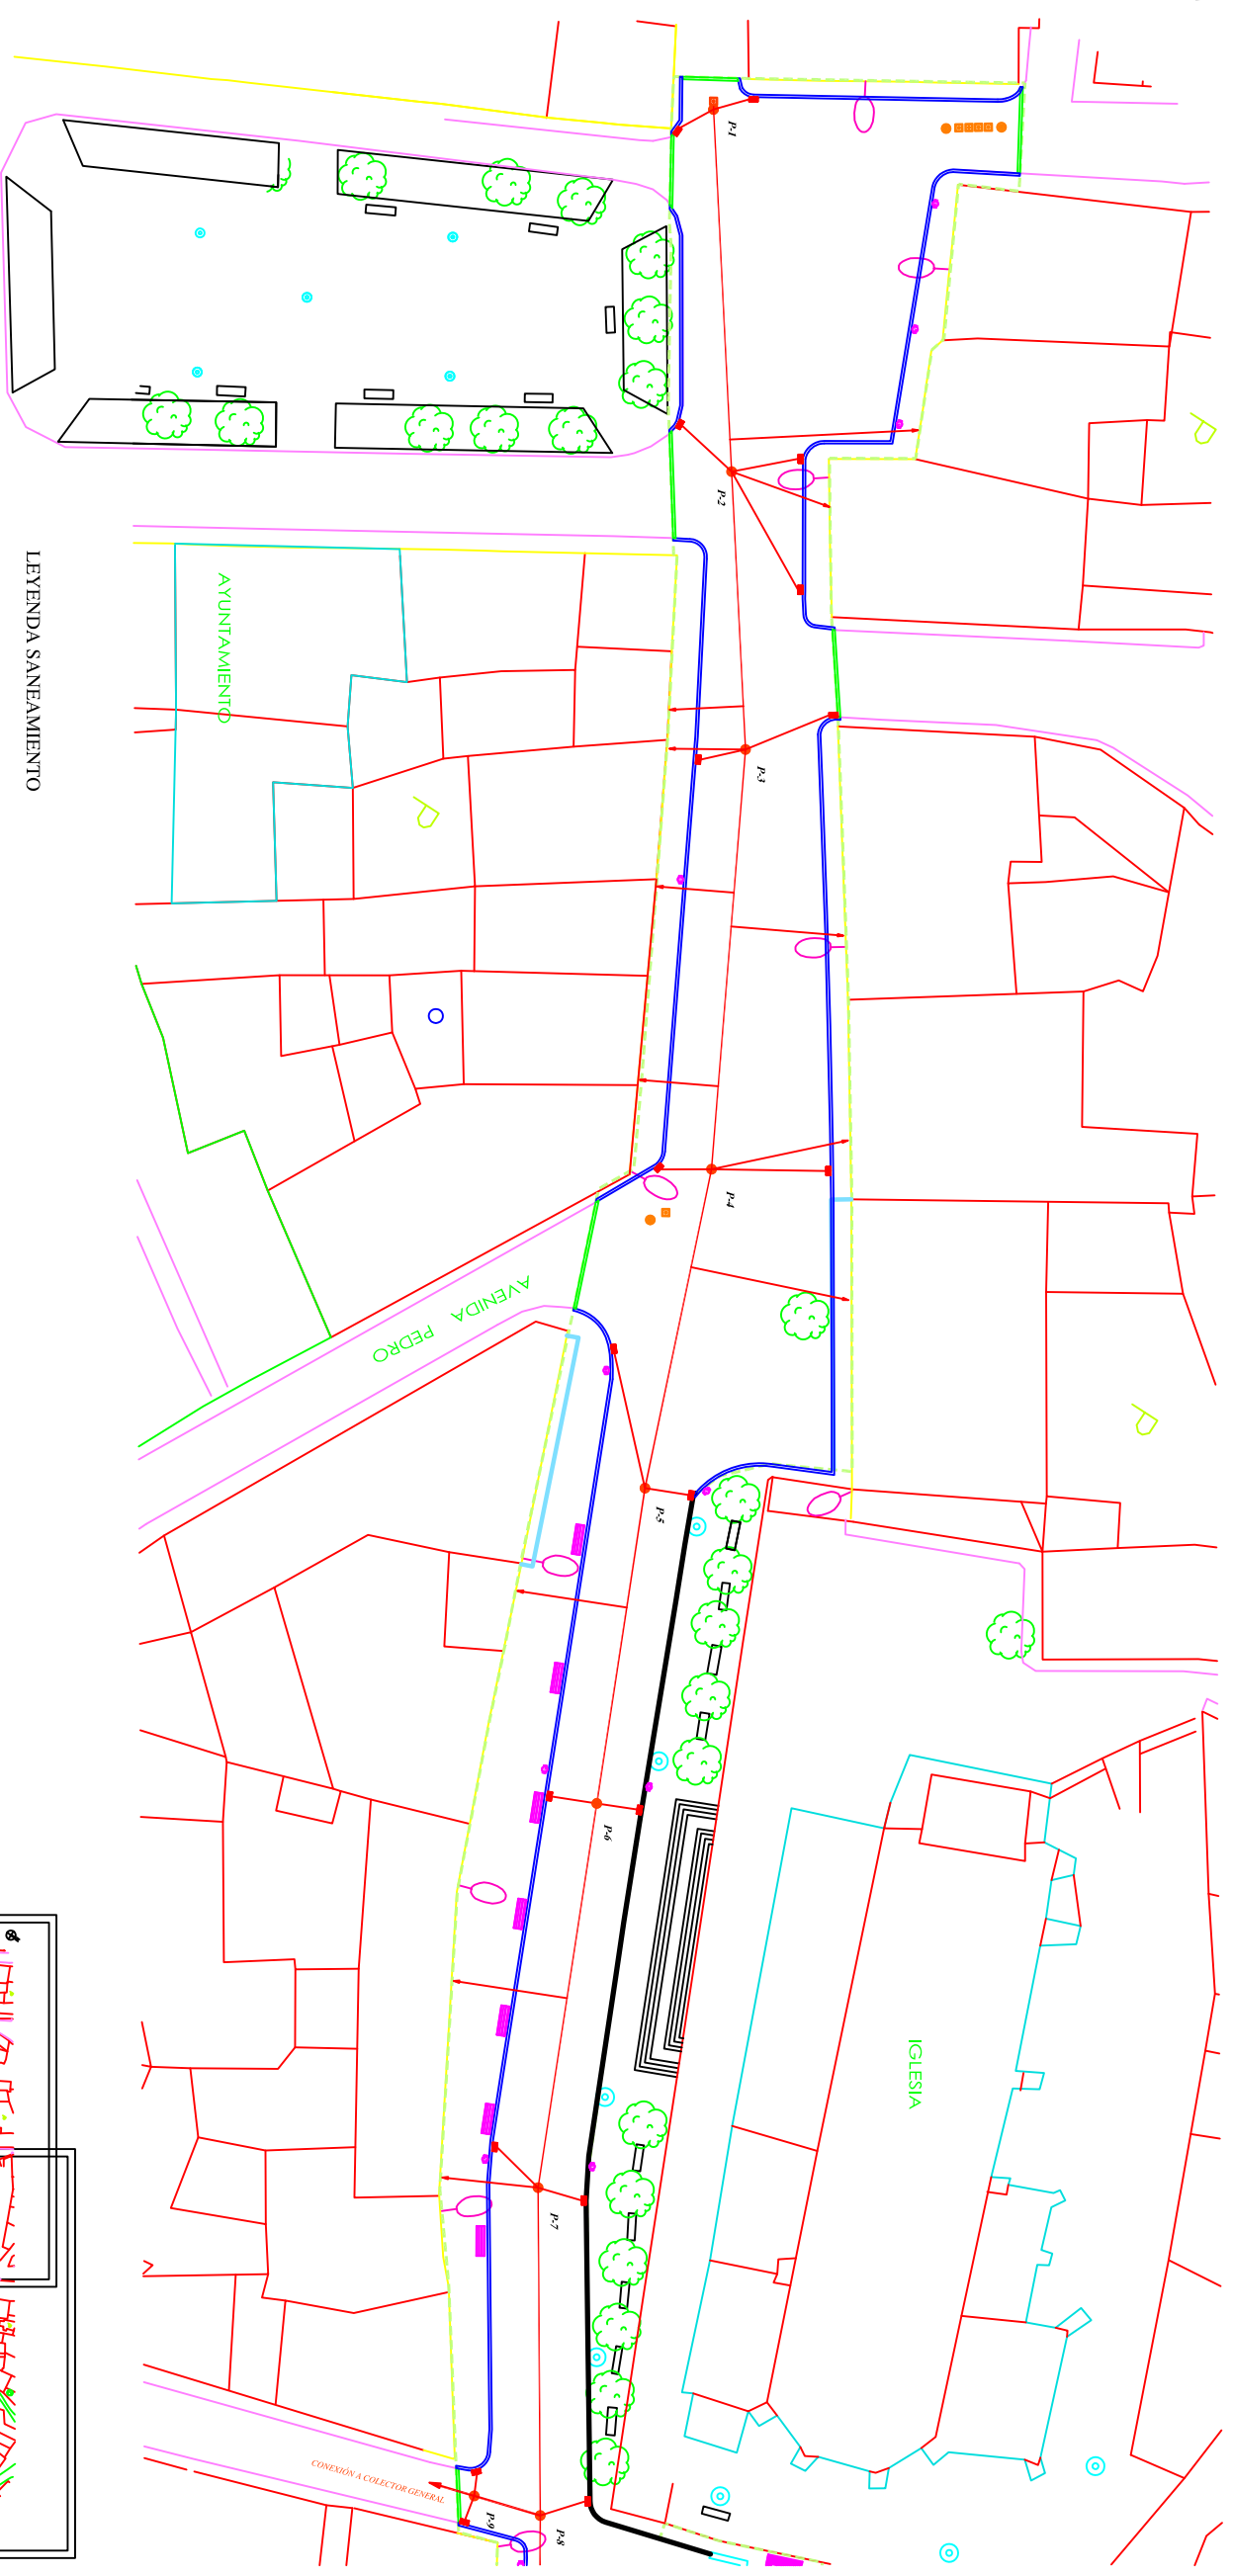 P-1
P
P-2
LEYENDA SANEAMIENTO
AYUNTAMIENTO
P-3
P
P-4
AVENIDA PEDRO
P
P-5
P-6
IGLESIA
P-7
CONEXIÓN A COLECTOR GENERAL
P-9
P-8